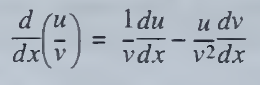 d/dx(u/v) = 1/v du/dx − u/v² dv/dx